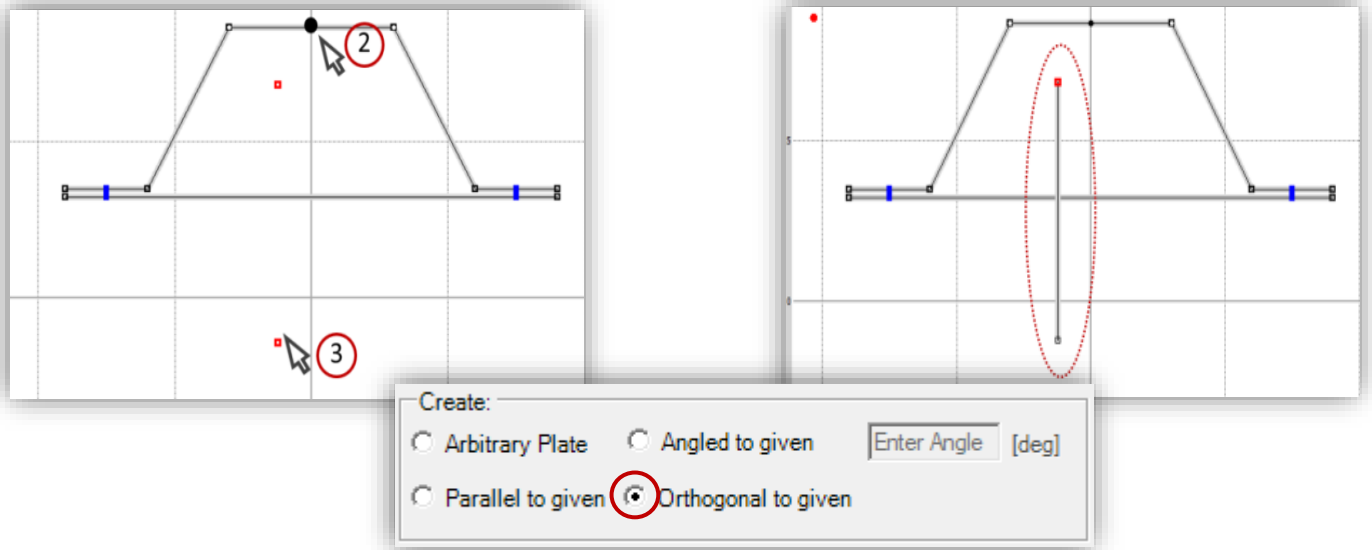 2
3
5
0
Create:
Arbitrary Plate
Angled to given
Enter Angle
[deg]
Parallel to given
Orthogonal to given